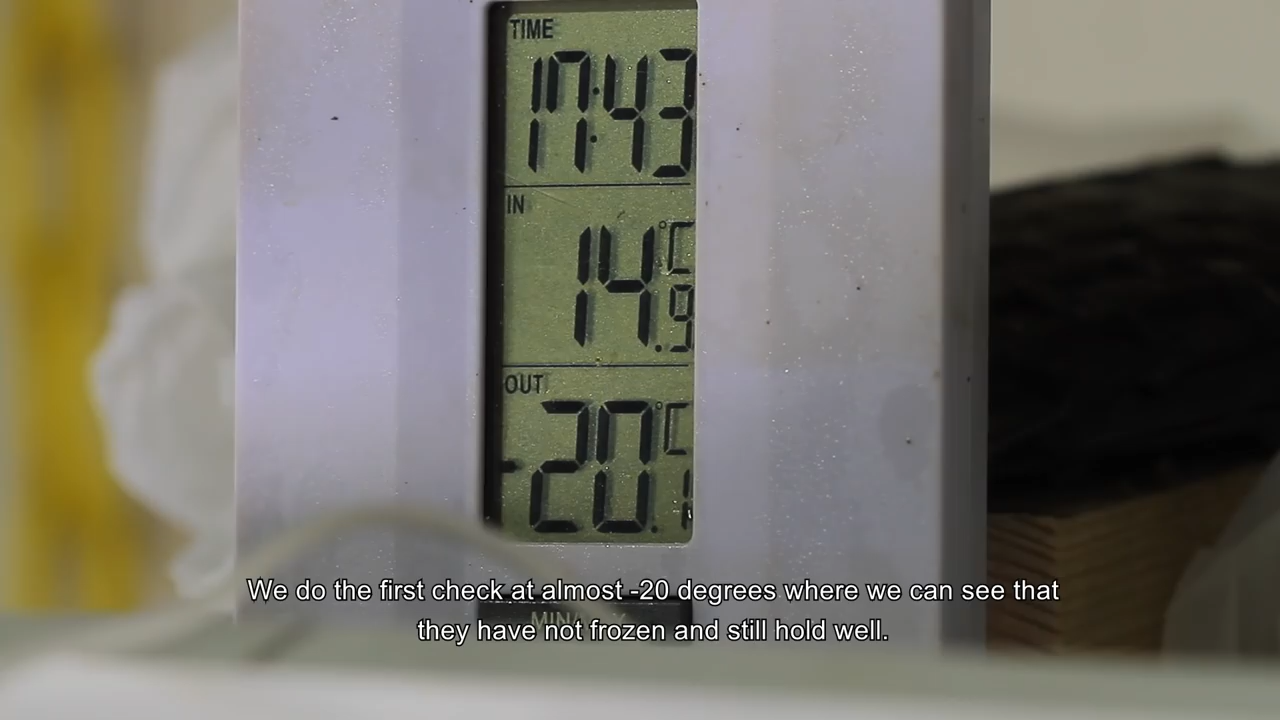 TIME
17:43
IN
14.9 °C
OUT
-20.1 °C
We do the first check at almost -20 degrees where we can see that
they have not frozen and still hold well.